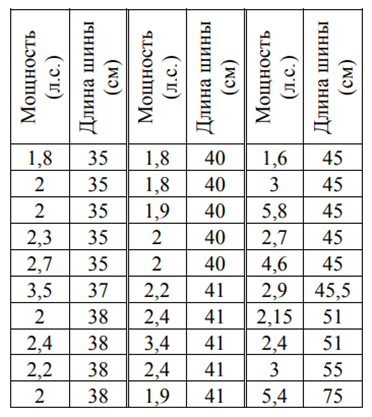 Мощность (л.с.) Длина шины (см) Мощность (л.с.) Длина шины (см) Мощность (л.с.) Длина шины (см)
1,8 35 1,8 40 1,6 45
2 35 1,8 40 3 45
2 35 1,9 40 5,8 45
2,3 35 2 40 2,7 45
2,7 35 2 40 4,6 45
3,5 37 2,2 41 2,9 45,5
2 38 2,4 41 2,15 51
2,4 38 3,4 41 2,4 51
2,2 38 2,4 41 3 55
2 38 1,9 41 5,4 75